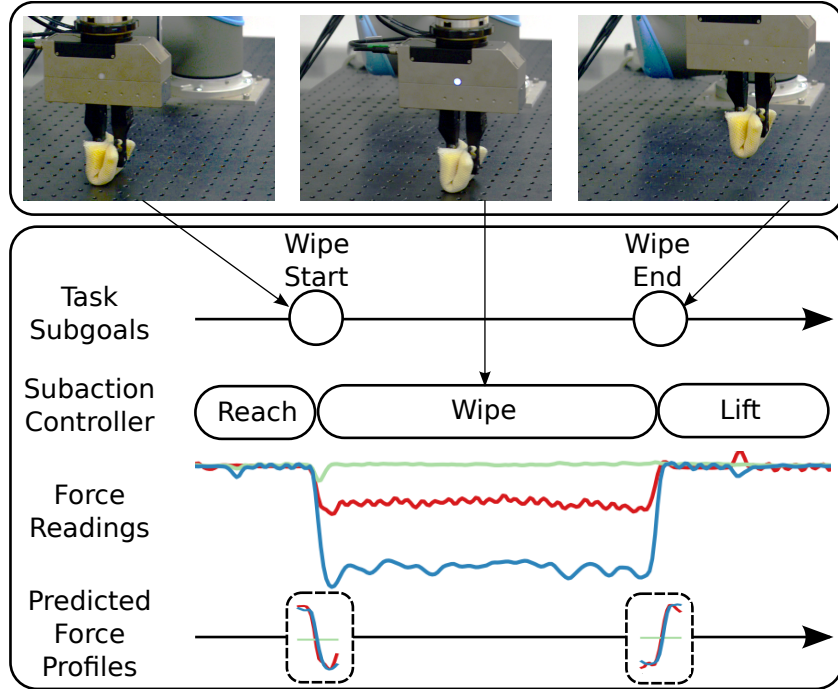 Wipe
Start
Wipe
End
Task
Subgoals
Subaction
Controller
Reach
Wipe
Lift
Force
Readings
Predicted
Force
Profiles